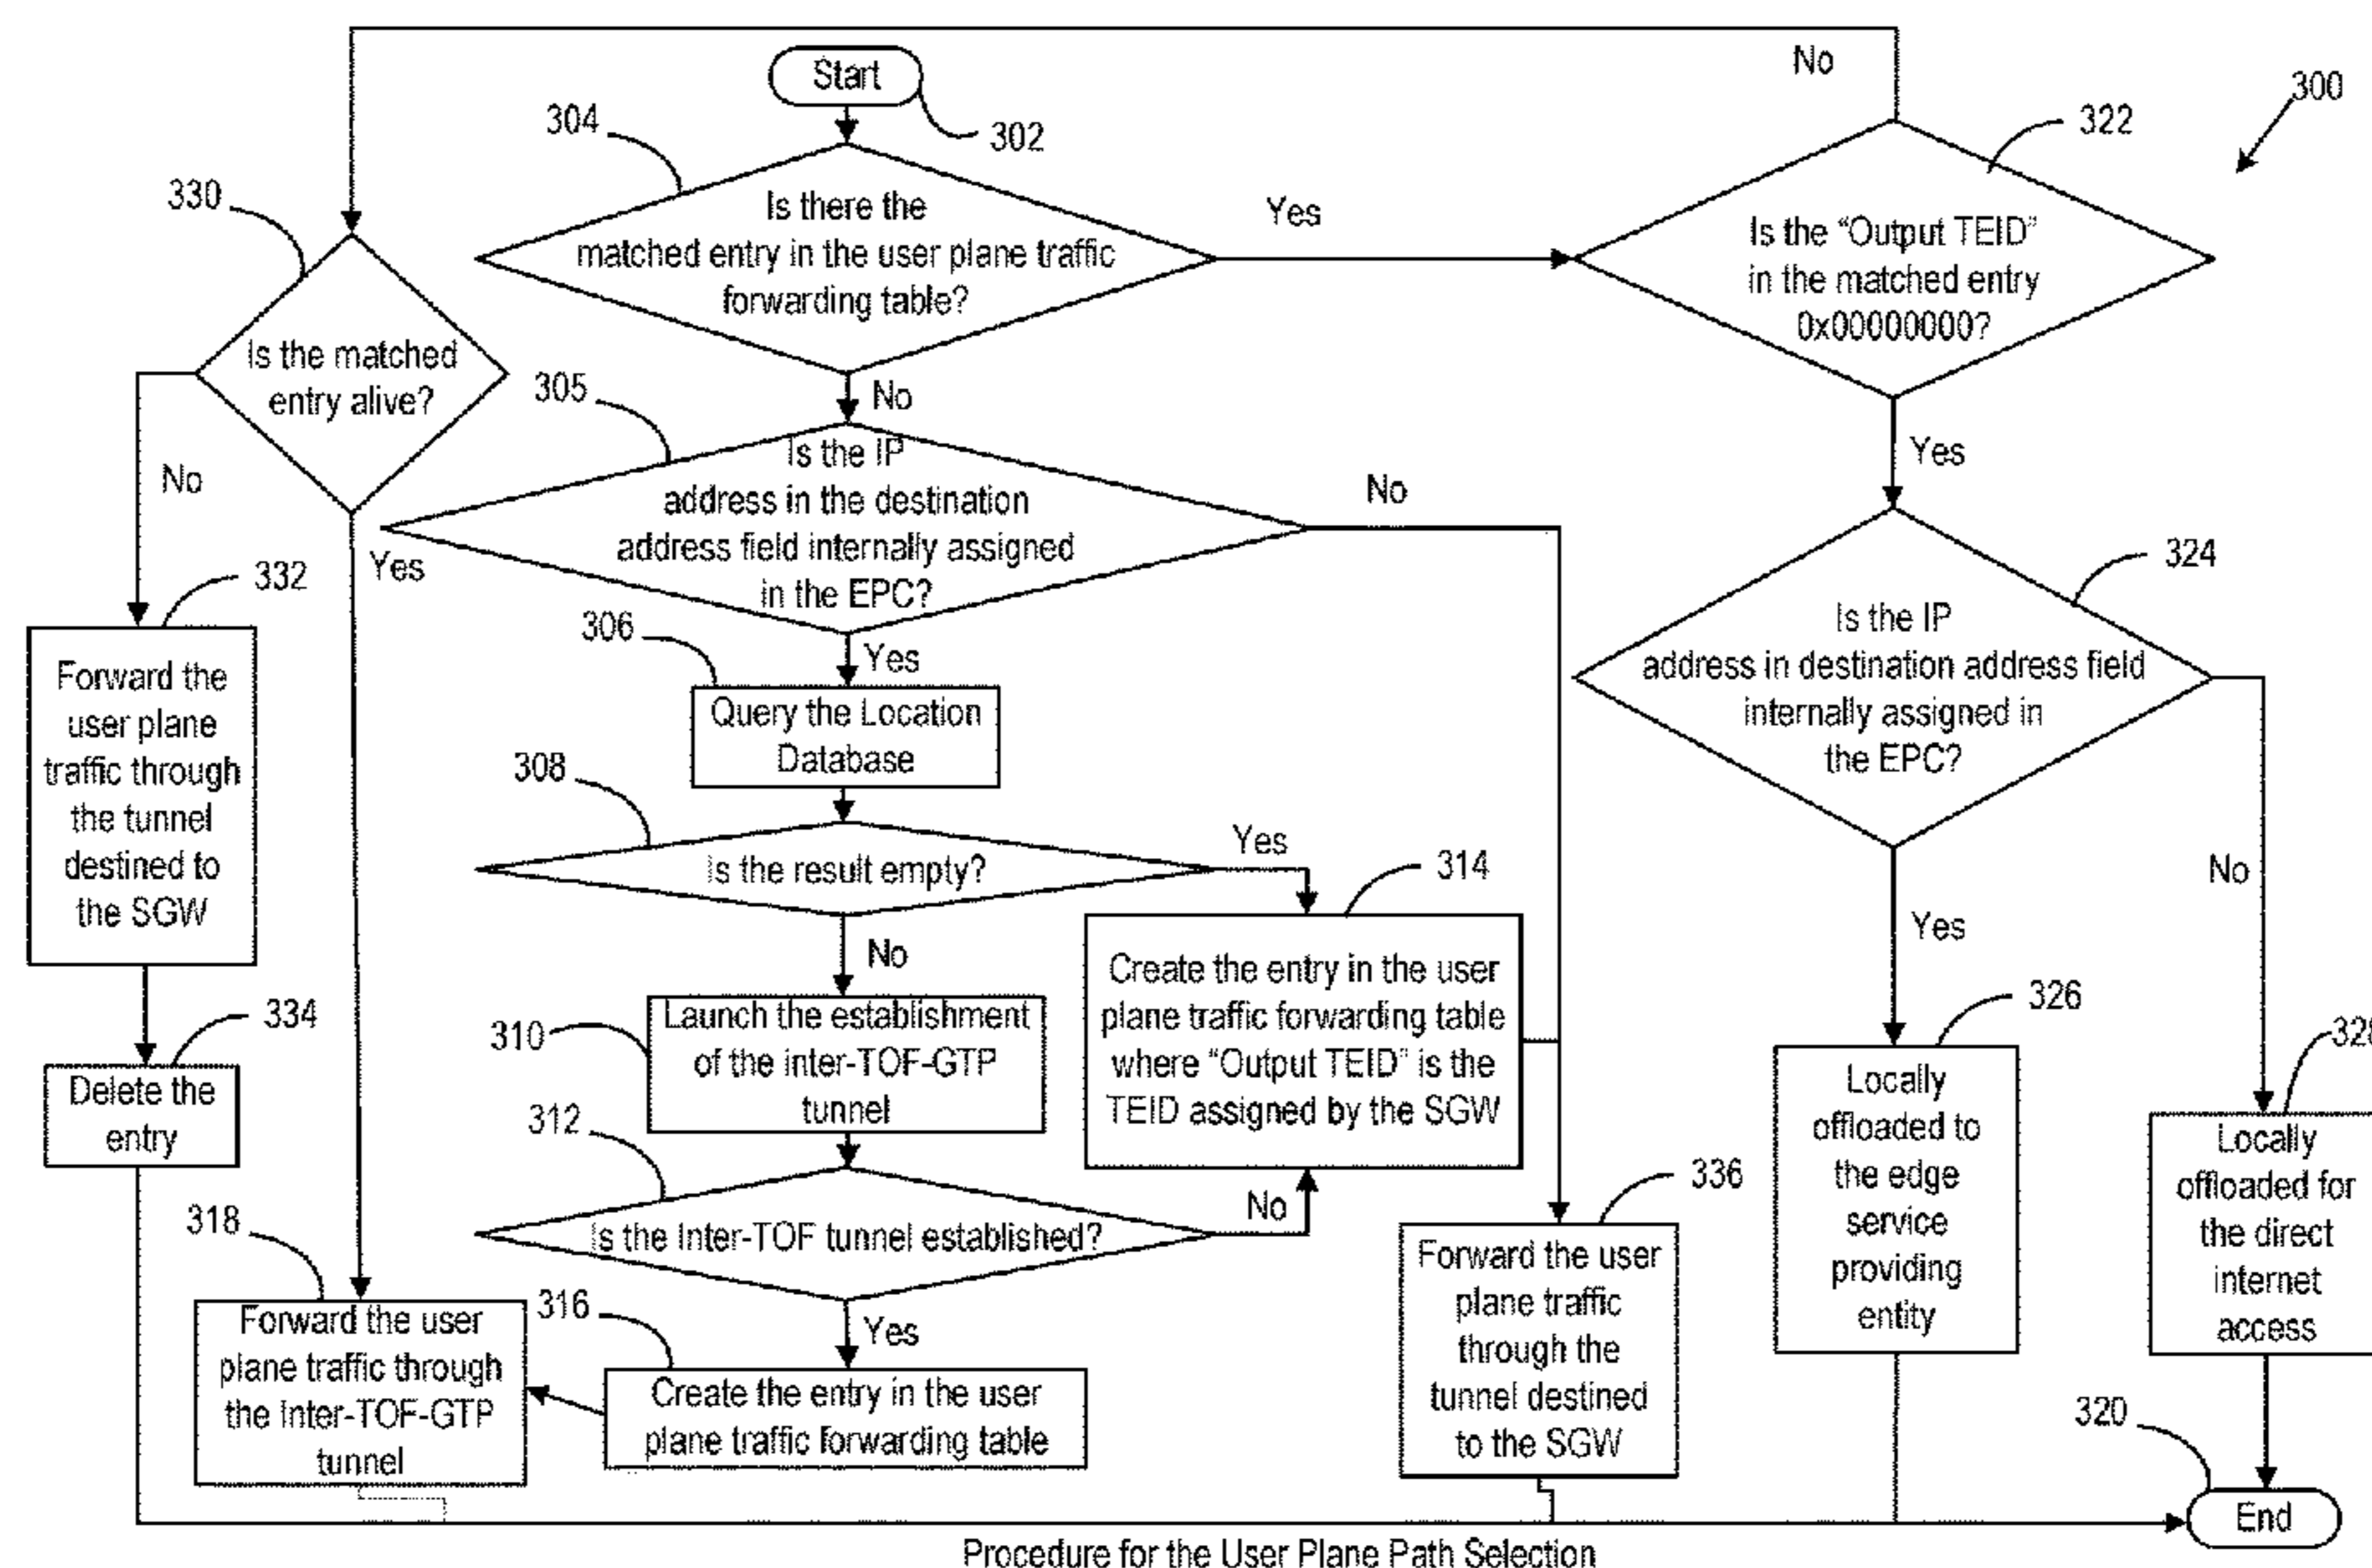 No
Start
300
304
302
322
330
Is there the
matched entry in the user plane traffic
forwarding table?
Yes
Is the “Output TEID”
in the matched entry
0x00000000?
Is the matched
entry alive?
No
305
No
Yes
Is the IP
address in the destination
address field internally assigned
in the EPC?
No
Yes
332
324
306
Yes
Is the IP
address in destination address field
internally assigned in
the EPC?
Forward the
user plane
traffic through
the tunnel
destined to
the SGW
Query the Location
Database
308
Yes
Is the result empty?
314
No
Yes
No
Create the entry in the user
plane traffic forwarding table
where “Output TEID” is the
TEID assigned by the SGW
326
334
310
Launch the establishment
of the inter-TOF-GTP
tunnel
328
Delete the
entry
Locally
offloaded to
the edge
service
providing
entity
Locally
offloaded for
the direct
internet
access
312
No
336
318
Is the Inter-TOF tunnel established?
Forward the user
plane traffic
through the
tunnel destined
to the SGW
316
Yes
Forward the user
plane traffic through
the Inter-TOF-GTP
tunnel
Create the entry in the user
plane traffic forwarding table
320
End
Procedure for the User Plane Path Selection